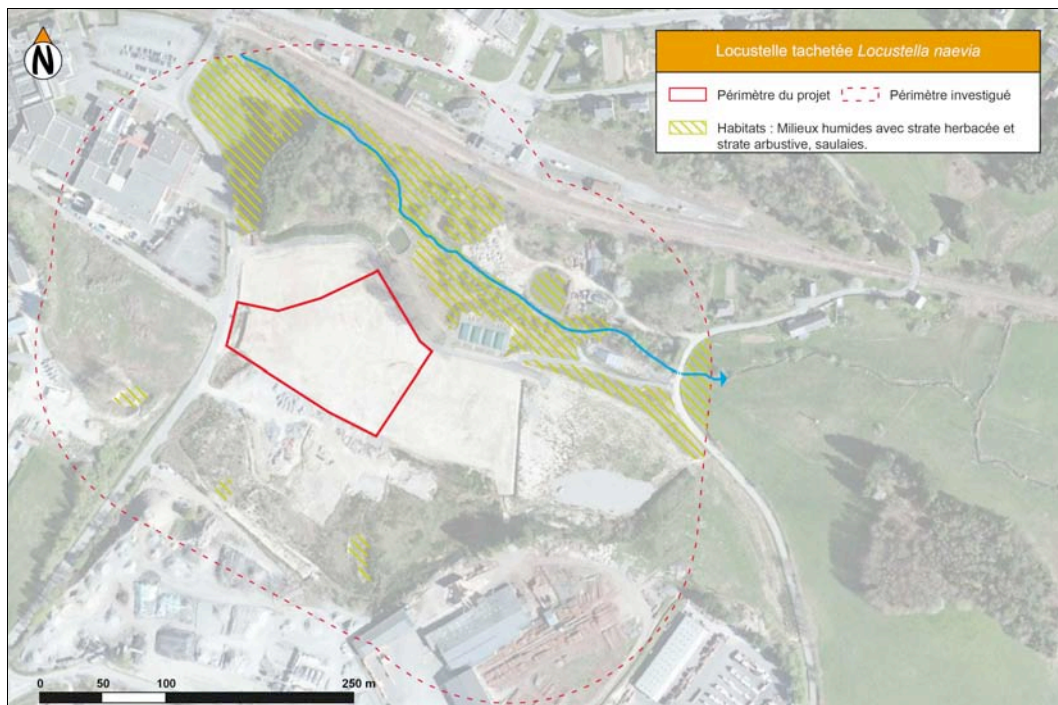 N
Locustelle tachetée Locustella naevia
Périmètre du projet Périmètre investigué
Habitats : Milieux humides avec strate herbacée et
strate arbustive, saulaies.
0 50 100 250 m